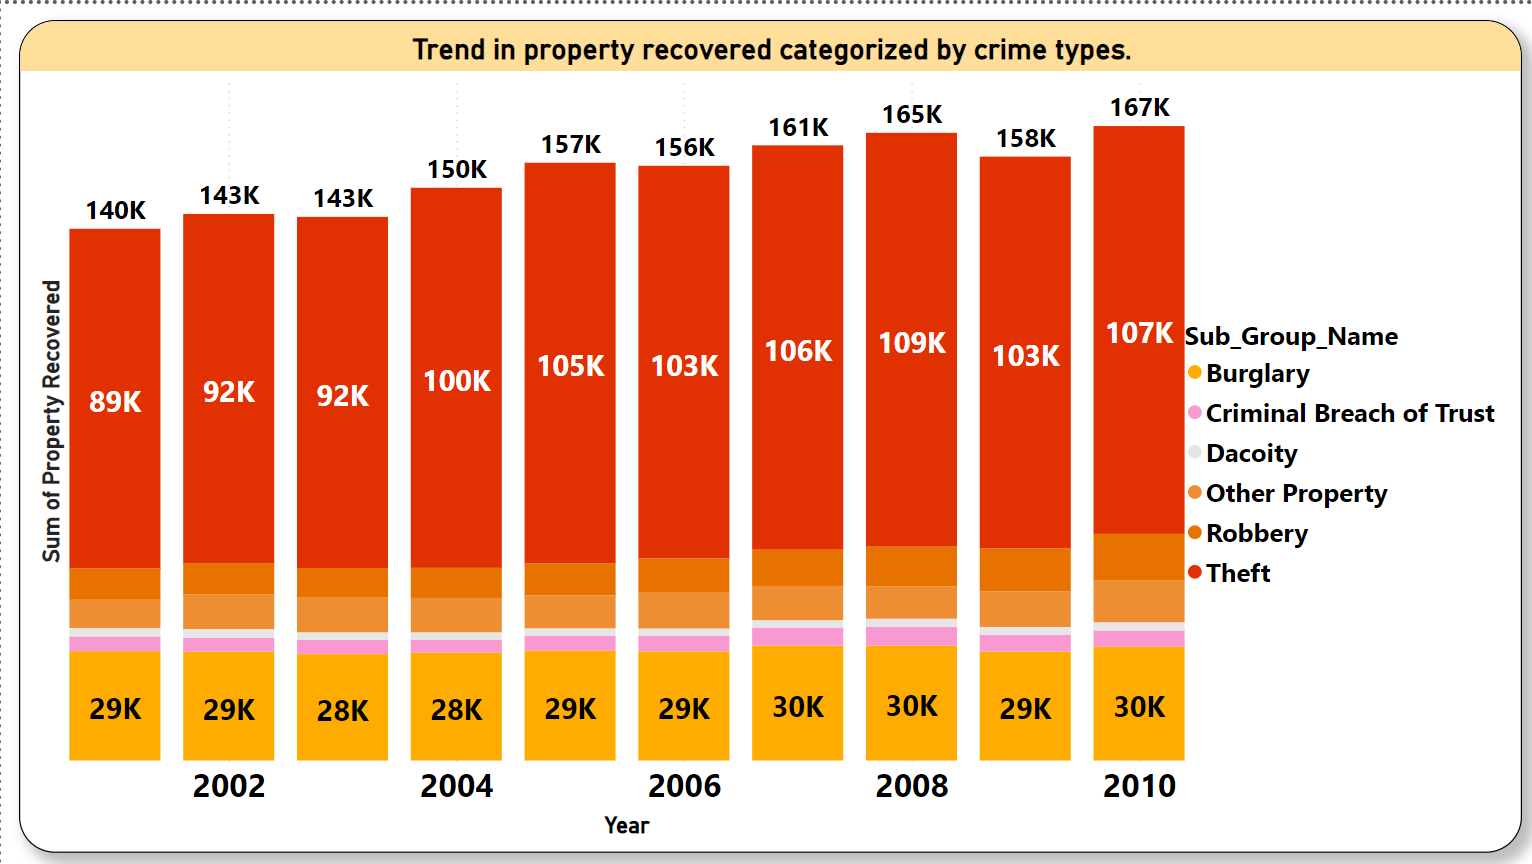 Trend in property recovered categorized by crime types.
Sum of Property Recovered
140K
143K
143K
150K
157K
156K
161K
165K
158K
167K
89K
92K
92K
100K
105K
103K
106K
109K
103K
107K
29K
29K
28K
28K
29K
29K
30K
30K
29K
30K
2002
2004
2006
2008
2010
Year
Sub_Group_Name
Burglary
Criminal Breach of Trust
Dacoity
Other Property
Robbery
Theft